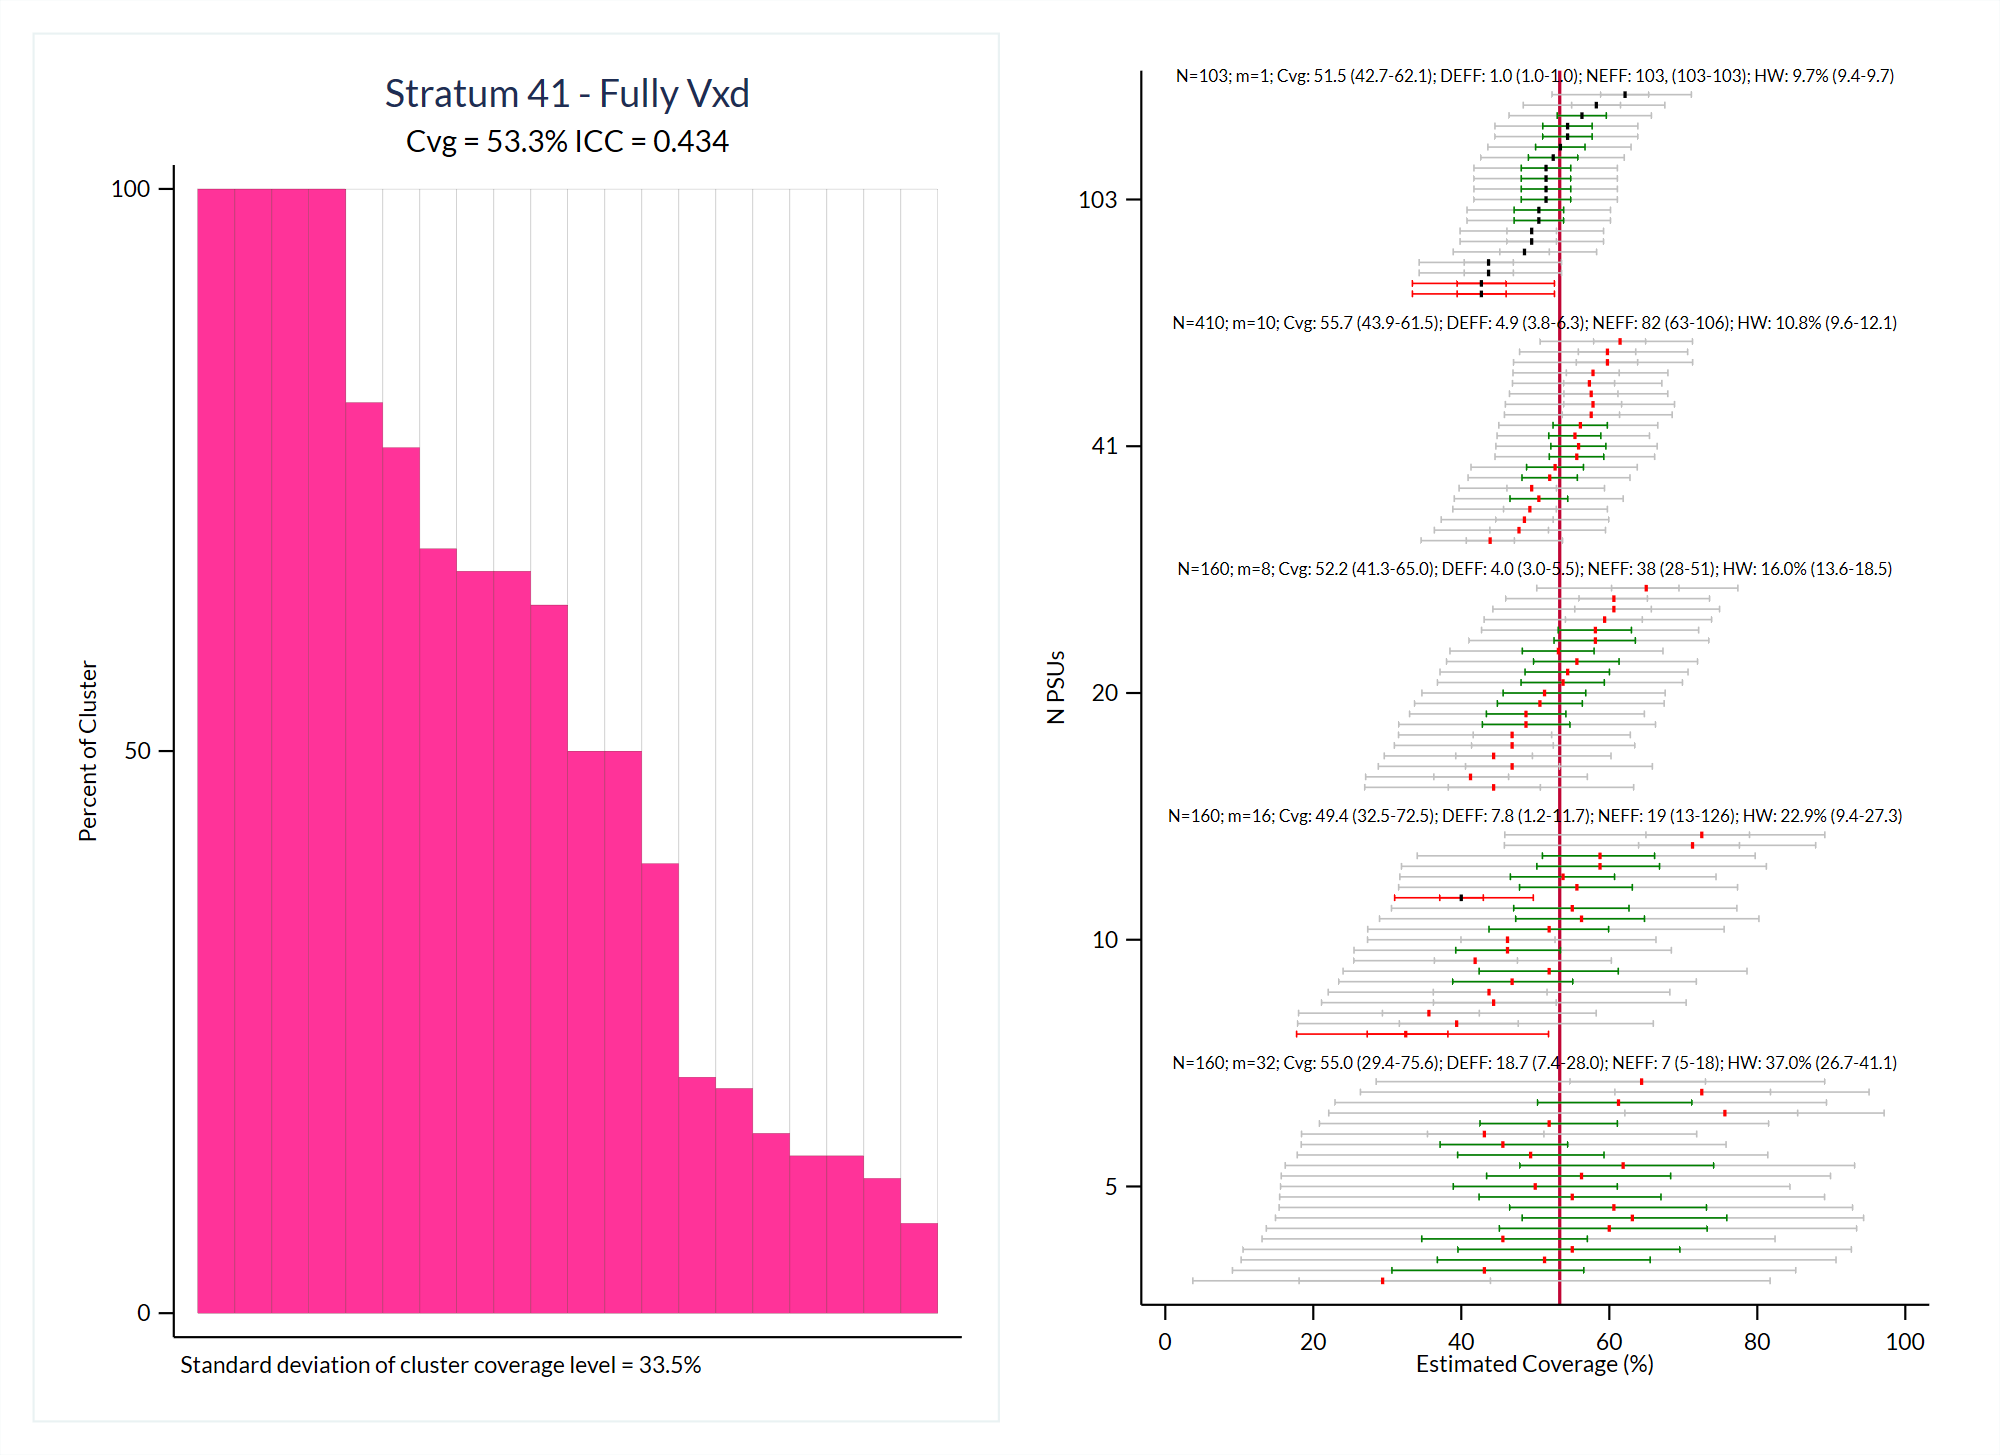 Stratum 41 - Fully Vxd
Cvg = 53.3% ICC = 0.434
100
50
0
Percent of Cluster
Standard deviation of cluster coverage level = 33.5%
N=103; m=1; Cvg: 51.5 (42.7-62.1); DEFF: 1.0 (1.0-1.0); NEFF: 103, (103-103); HW: 9.7% (9.4-9.7)
103
N=410; m=10; Cvg: 55.7 (43.9-61.5); DEFF: 4.9 (3.8-6.3); NEFF: 82 (63-106); HW: 10.8% (9.6-12.1)
41
N=160; m=8; Cvg: 52.2 (41.3-65.0); DEFF: 4.0 (3.0-5.5); NEFF: 38 (28-51); HW: 16.0% (13.6-18.5)
20
N PSUs
N=160; m=16; Cvg: 49.4 (32.5-72.5); DEFF: 7.8 (1.2-11.7); NEFF: 19 (13-126); HW: 22.9% (9.4-27.3)
10
N=160; m=32; Cvg: 55.0 (29.4-75.6); DEFF: 18.7 (7.4-28.0); NEFF: 7 (5-18); HW: 37.0% (26.7-41.1)
5
0 20 40 60 80 100
Estimated Coverage (%)